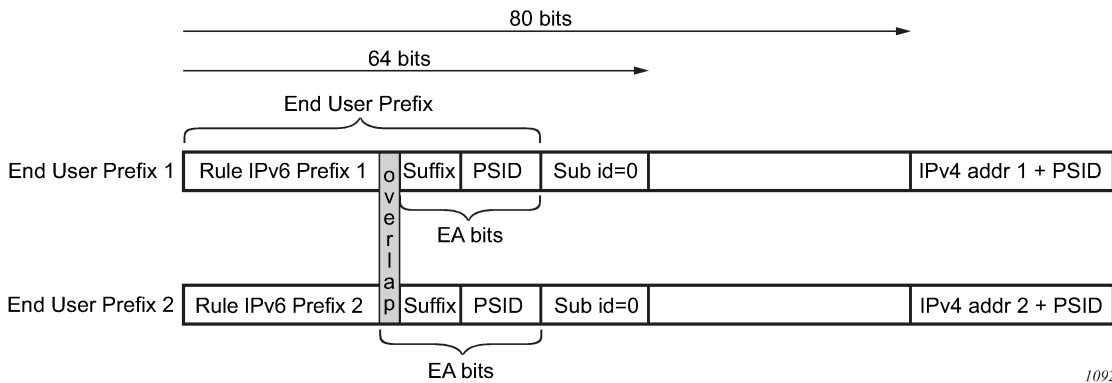 80 bits
64 bits
End User Prefix
End User Prefix 1 Rule IPv6 Prefix 1 Suffix PSID Sub id=0 IPv4 addr 1 + PSID
overlap
EA bits
End User Prefix 2 Rule IPv6 Prefix 2 Suffix PSID Sub id=0 IPv4 addr 2 + PSID
EA bits
1092